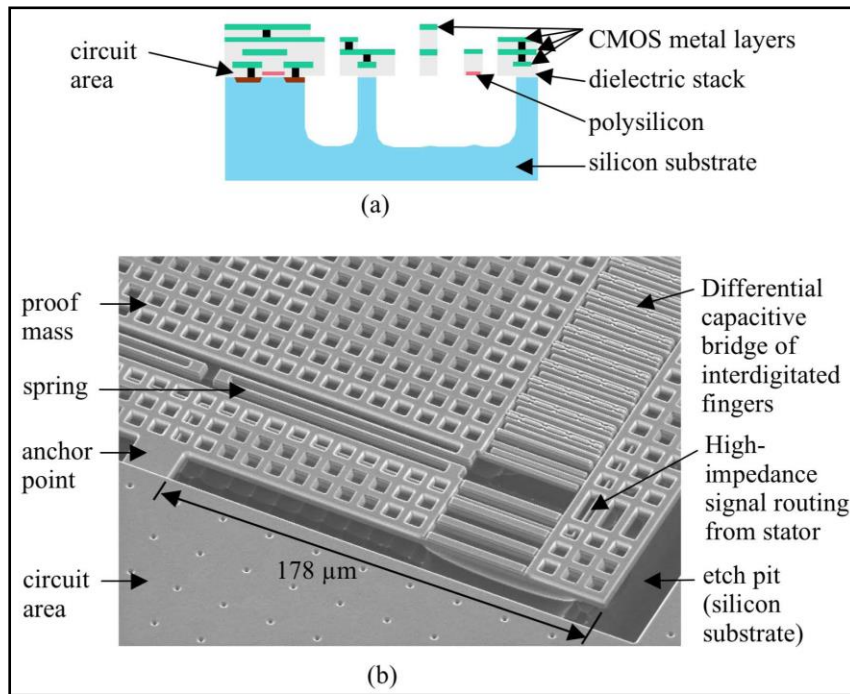 circuit
area
CMOS metal layers
dielectric stack
polysilicon
silicon substrate
(a)
proof
mass
spring
anchor
point
circuit
area
178 µm
Differential
capacitive
bridge of
interdigitated
fingers
High-
impedance
signal routing
from stator
etch pit
(silicon
substrate)
(b)